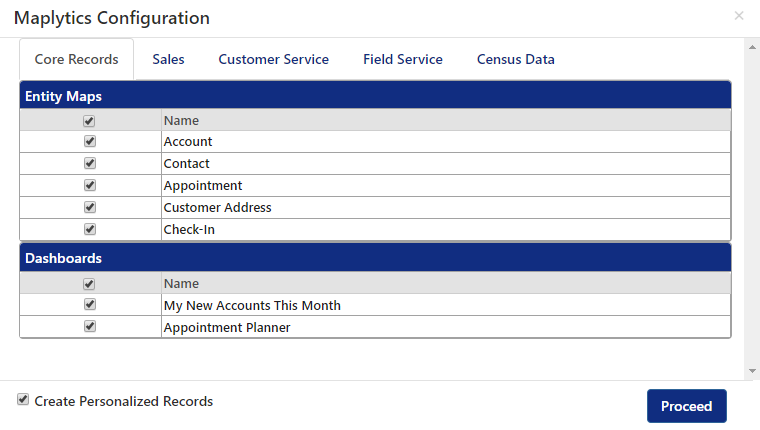 Maplytics Configuration
Core Records Sales Customer Service Field Service Census Data
Entity Maps
Name
Account
Contact
Appointment
Customer Address
Check-In
Dashboards
Name
My New Accounts This Month
Appointment Planner
Create Personalized Records
Proceed